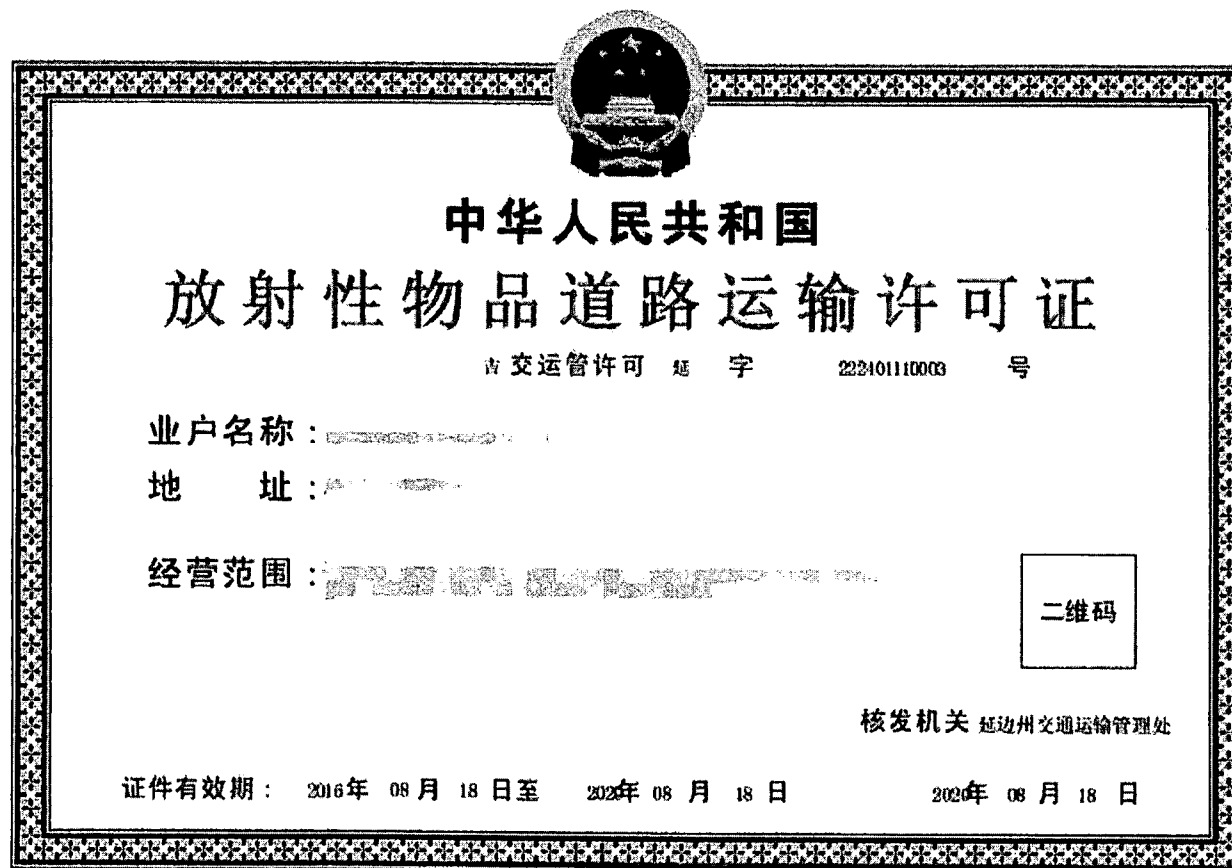 中华人民共和国
放射性物品道路运输许可证
吉 交运管许可 延 字 222401110003 号
业户名称：
地 址：
经营范围：
二维码
核发机关 延边州交通运输管理处
证件有效期： 2016年 08 月 18 日至 2020年 08 月 18 日
2020年 08 月 18 日